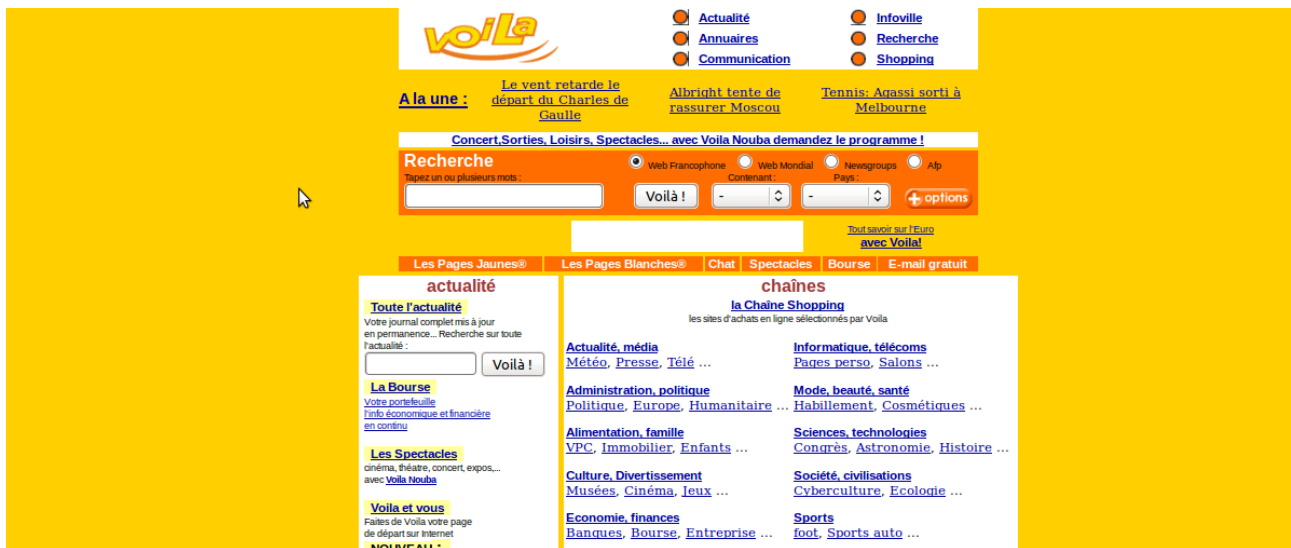 voila
Actualité
Infoville
Annuaires
Recherche
Communication
Shopping
A la une :
Le vent retarde le
départ du Charles de
Gaulle
Albright tente de
rassurer Moscou
Tennis: Agassi sorti à
Melbourne
Concert,Sorties, Loisirs, Spectacles... avec Voila Nouba demandez le programme !
Recherche
Web Francophone Web Mondial Newsgroups Afp
Tapez un ou plusieurs mots :
Contenant :
Pays :
Voilà !
-
-
+ options
Tout savoir sur l'Euro
avec Voila!
Les Pages Jaunes® Les Pages Blanches® Chat Spectacles Bourse E-mail gratuit
actualité
Toute l'actualité
Votre journal complet mis à jour
en permanence... Recherche sur toute
l'actualité :
Voilà !
La Bourse
Votre portefeuille
l'info économique et financière
en continu
Les Spectacles
cinéma, théatre, concert, expos,...
avec Voila Nouba
Voila et vous
Faites de Voila votre page
de départ sur Internet
NOUVEAU :
chaînes
la Chaîne Shopping
les sites d'achats en ligne sélectionnés par Voila
Actualité, média
Météo, Presse, Télé ...
Informatique, télécoms
Pages perso, Salons ...
Administration, politique
Politique, Europe, Humanitaire ...
Mode, beauté, santé
Habillement, Cosmétiques ...
Alimentation, famille
VPC, Immobilier, Enfants ...
Sciences, technologies
Congrès, Astronomie, Histoire ...
Culture, Divertissement
Musées, Cinéma, Jeux ...
Société, civilisations
Cyberculture, Ecologie ...
Economie, finances
Banques, Bourse, Entreprise ...
Sports
foot, Sports auto ...